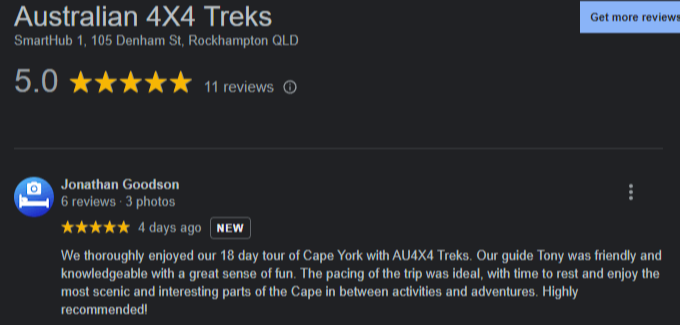 Australian 4X4 Treks
Get more reviews
SmartHub 1, 105 Denham St, Rockhampton QLD
5.0 ★★★★★ 11 reviews
Jonathan Goodson
6 reviews · 3 photos
★★★★★ 4 days ago NEW
We thoroughly enjoyed our 18 day tour of Cape York with AU4X4 Treks. Our guide Tony was friendly and
knowledgeable with a great sense of fun. The pacing of the trip was ideal, with time to rest and enjoy the
most scenic and interesting parts of the Cape in between activities and adventures. Highly
recommended!